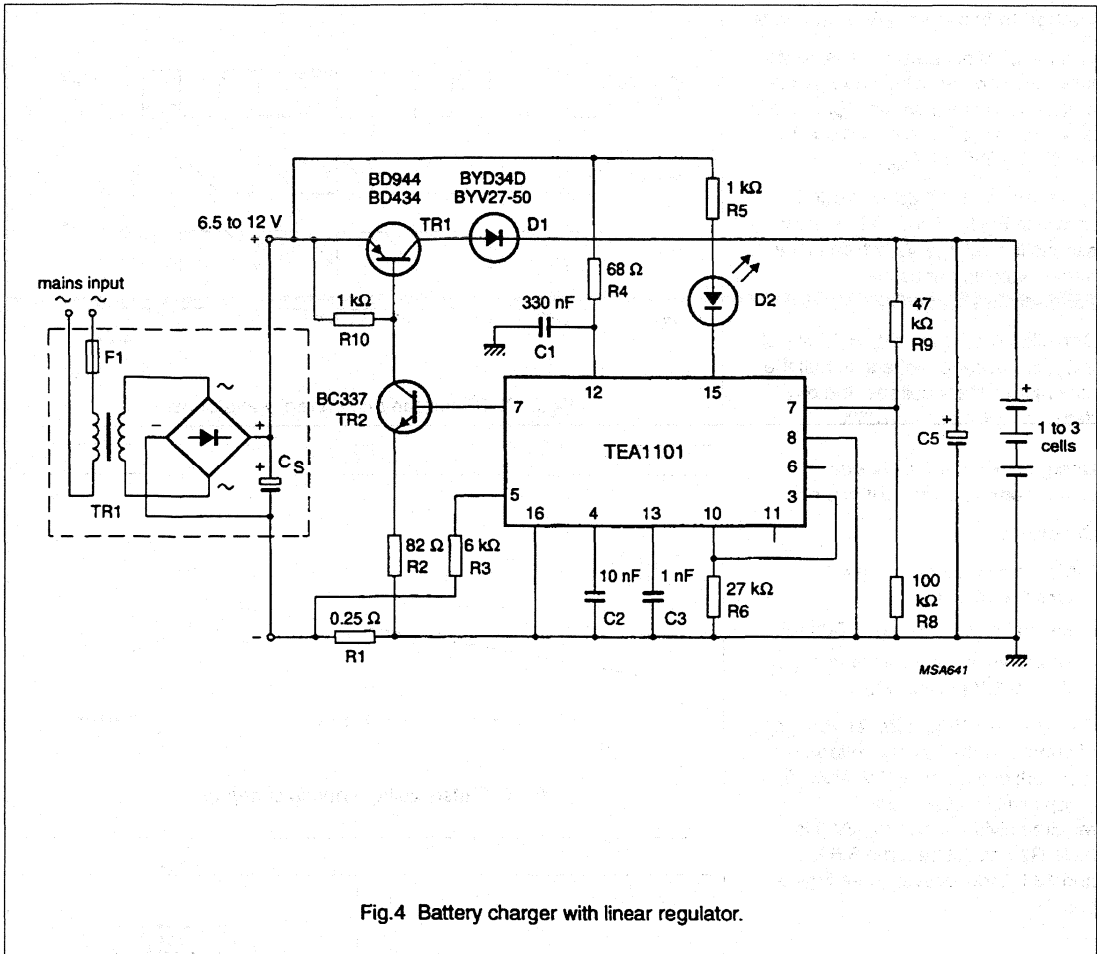 BD944 BYD34D
BD434 BYV27-50
TR1 D1
1 kΩ
R5
6.5 to 12 V
+
mains input
~ ~
68 Ω
R4
D2
330 nF
C1
1 kΩ
R10
47
kΩ
R9
F1
~
BC337
TR2
12 15
7 7
8
6
3
TEA1101
C5
+
+
1 to 3
cells
- +
+
CS
~
TR1
5
16 4 13 10 11
82 Ω
R2
6 kΩ
R3
10 nF
C2
1 nF
C3
27 kΩ
R6
100
kΩ
R8
0.25 Ω
R1
-
MSA641
Fig.4 Battery charger with linear regulator.